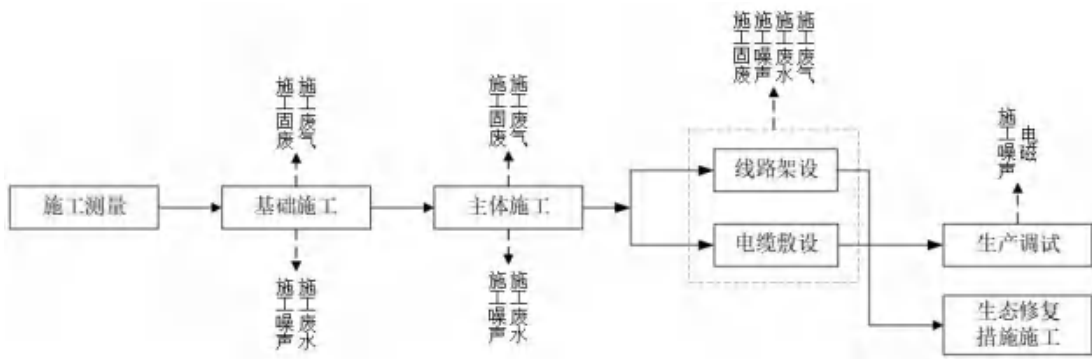 施工固废
施工噪声
施工废水
施工废气
施工固废
施工废气
施工固废
施工废气
施工噪声
电磁
线路架设
施工测量
基础施工
主体施工
电缆敷设
生产调试
施工噪声
施工废水
施工噪声
施工废水
生态修复
措施施工